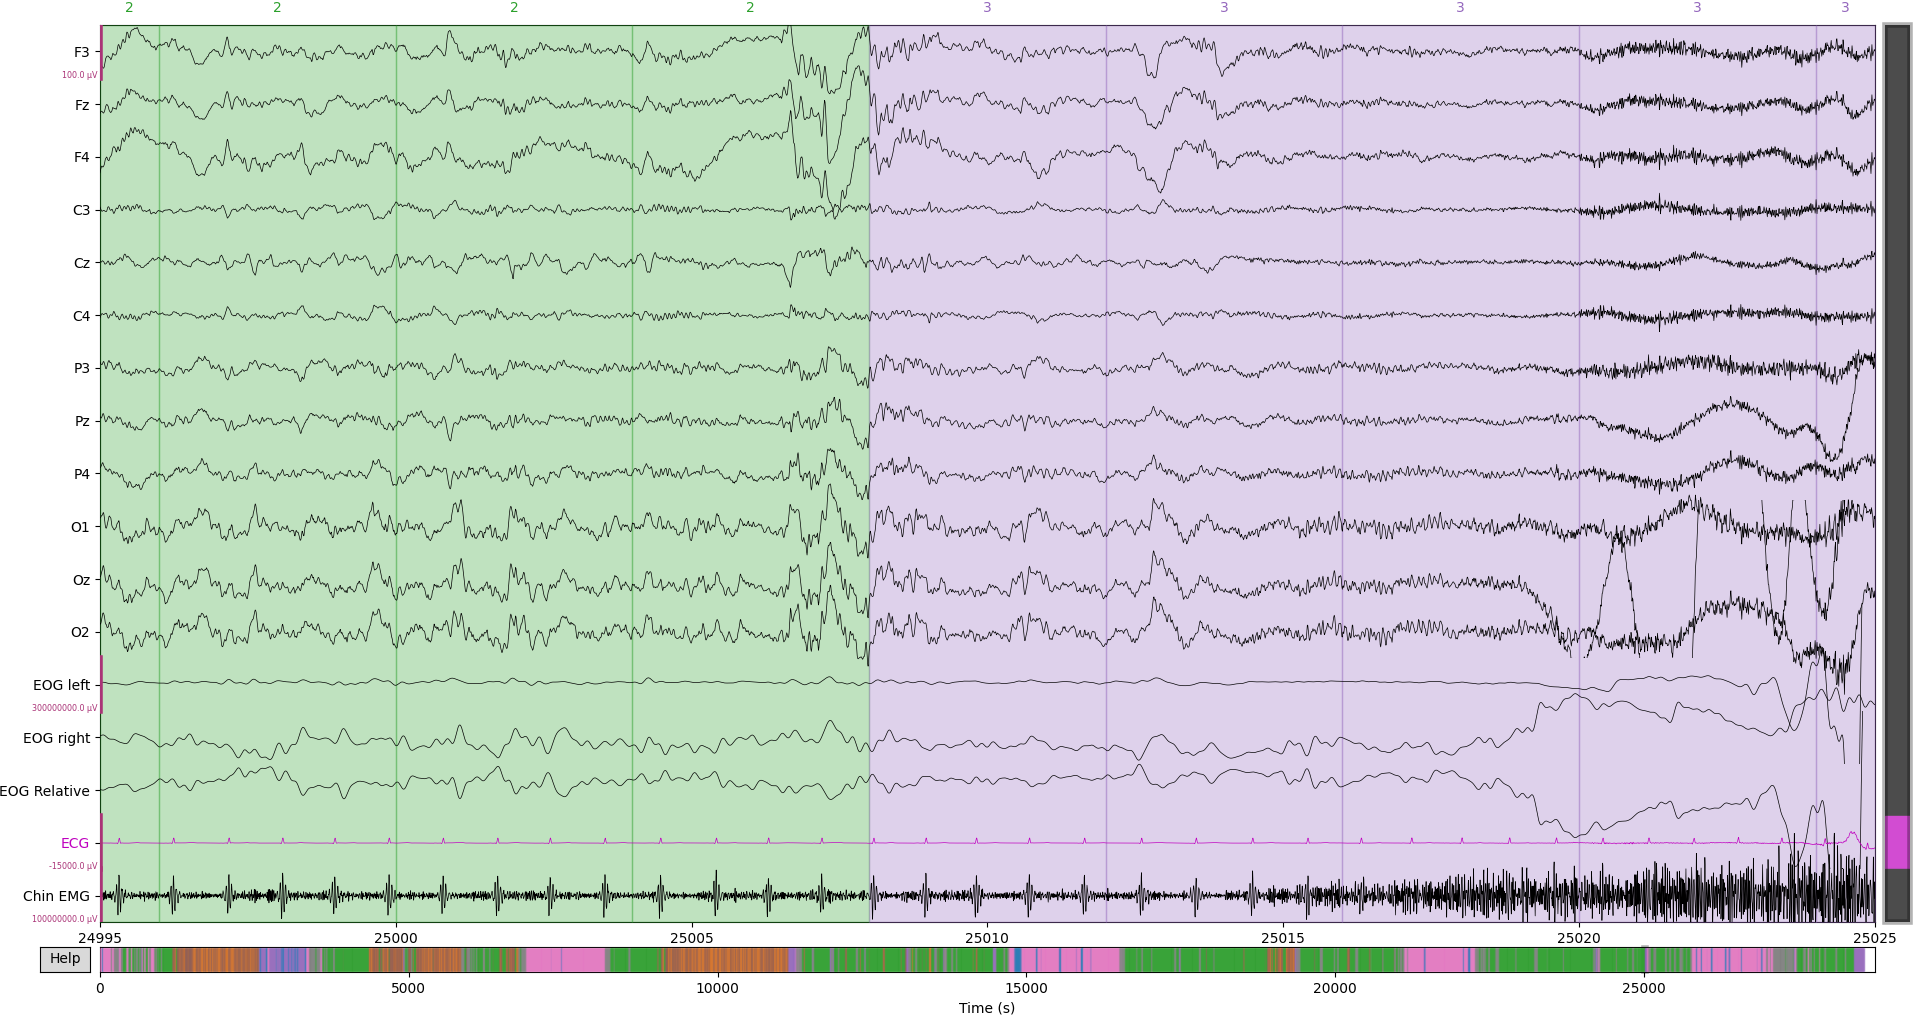 2 2 2 2 3 3 3 3 3
F3
100.0 µV
Fz
F4
C3
Cz
C4
P3
Pz
P4
O1
Oz
O2
EOG left
300000000.0 µV
EOG right
EOG Relative
ECG
-15000.0 µV
Chin EMG
100000000.0 µV
24995 25000 25005 25010 25015 25020 25025
Help
0 5000 10000 15000 20000 25000
Time (s)